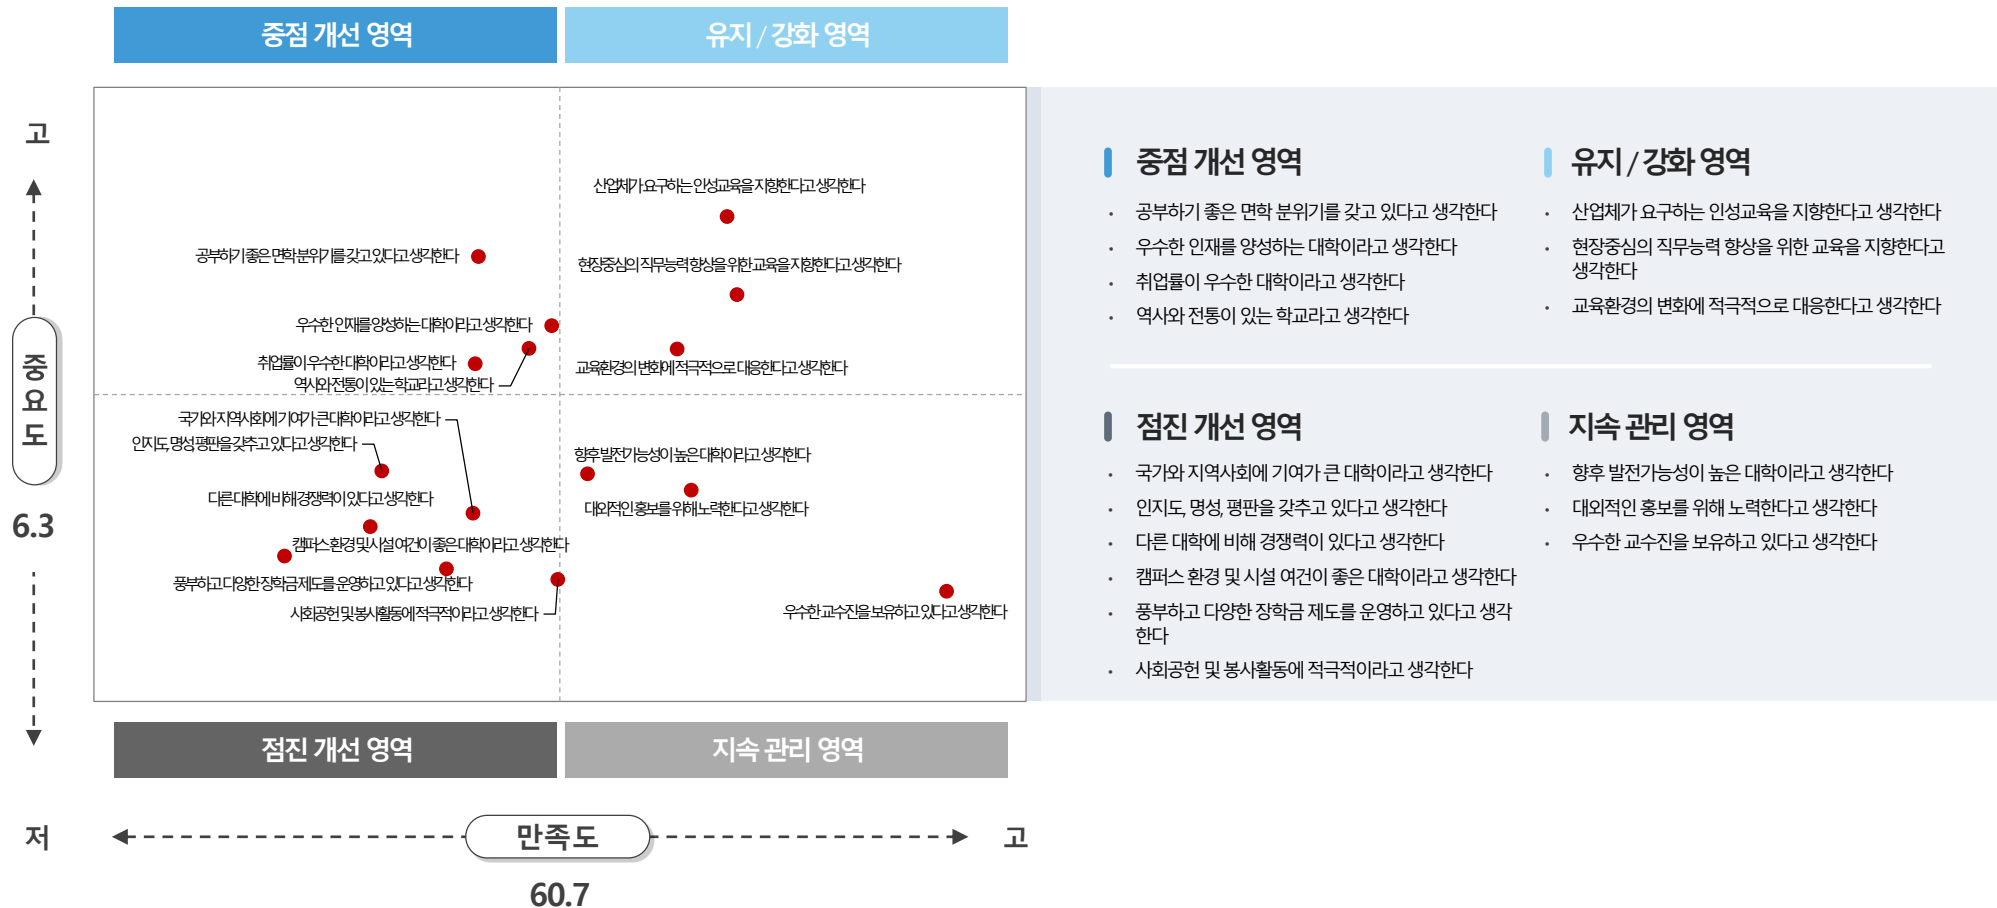 중점 개선 영역
유지 / 강화 영역
고
중요도
6.3
저
산업체가 요구하는 인성교육을 지향한다고 생각한다
공부하기 좋은 면학 분위기를 갖고 있다고 생각한다
현장중심의 직무능력 향상을 위한 교육을 지향한다고 생각한다
우수한 인재를 양성하는 대학이라고 생각한다
취업률이 우수한 대학이라고 생각한다
교육환경의 변화에 적극적으로 대응한다고 생각한다
역사와 전통이 있는 학교라고 생각한다
국가와 지역사회에 기여가 큰 대학이라고 생각한다
인지도, 명성, 평판을 갖추고 있다고 생각한다
향후 발전가능성이 높은 대학이라고 생각한다
다른 대학에 비해 경쟁력이 있다고 생각한다
대외적인 홍보를 위해 노력한다고 생각한다
캠퍼스 환경 및 시설 여건이 좋은 대학이라고 생각한다
풍부하고 다양한 장학금 제도를 운영하고 있다고 생각한다
사회공헌 및 봉사활동에 적극적이라고 생각한다
우수한 교수진을 보유하고 있다고 생각한다
점진 개선 영역
지속 관리 영역
만족도
고
60.7
중점 개선 영역
· 공부하기 좋은 면학 분위기를 갖고 있다고 생각한다
· 우수한 인재를 양성하는 대학이라고 생각한다
· 취업률이 우수한 대학이라고 생각한다
· 역사와 전통이 있는 학교라고 생각한다
유지 / 강화 영역
· 산업체가 요구하는 인성교육을 지향한다고 생각한다
· 현장중심의 직무능력 향상을 위한 교육을 지향한다고
생각한다
· 교육환경의 변화에 적극적으로 대응한다고 생각한다
점진 개선 영역
· 국가와 지역사회에 기여가 큰 대학이라고 생각한다
· 인지도, 명성, 평판을 갖추고 있다고 생각한다
· 다른 대학에 비해 경쟁력이 있다고 생각한다
· 캠퍼스 환경 및 시설 여건이 좋은 대학이라고 생각한다
· 풍부하고 다양한 장학금 제도를 운영하고 있다고 생각
한다
· 사회공헌 및 봉사활동에 적극적이라고 생각한다
지속 관리 영역
· 향후 발전가능성이 높은 대학이라고 생각한다
· 대외적인 홍보를 위해 노력한다고 생각한다
· 우수한 교수진을 보유하고 있다고 생각한다